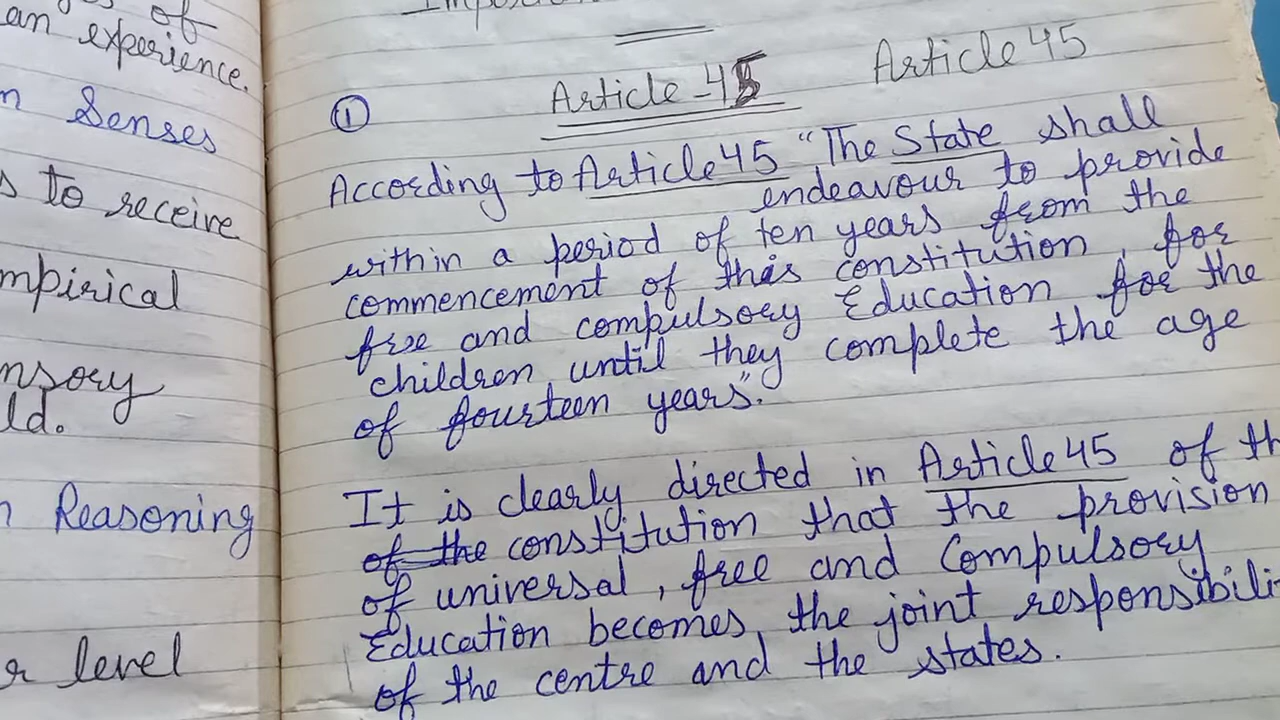 of
an experience.
n Senses
s to receive
mpirical
nsory
ld.
n Reasoning
r level
① Article-45 Article 45
According to Article 45 "The State shall
endeavour to provide
within a period of ten years from the
commencement of this constitution, for
free and compulsory Education for the
children until they complete the age
of fourteen years".
It is clearly directed in Article 45 of th
of the constitution that the provision
of universal, free and Compulsory
Education becomes the joint responsibili
of the centre and the states.